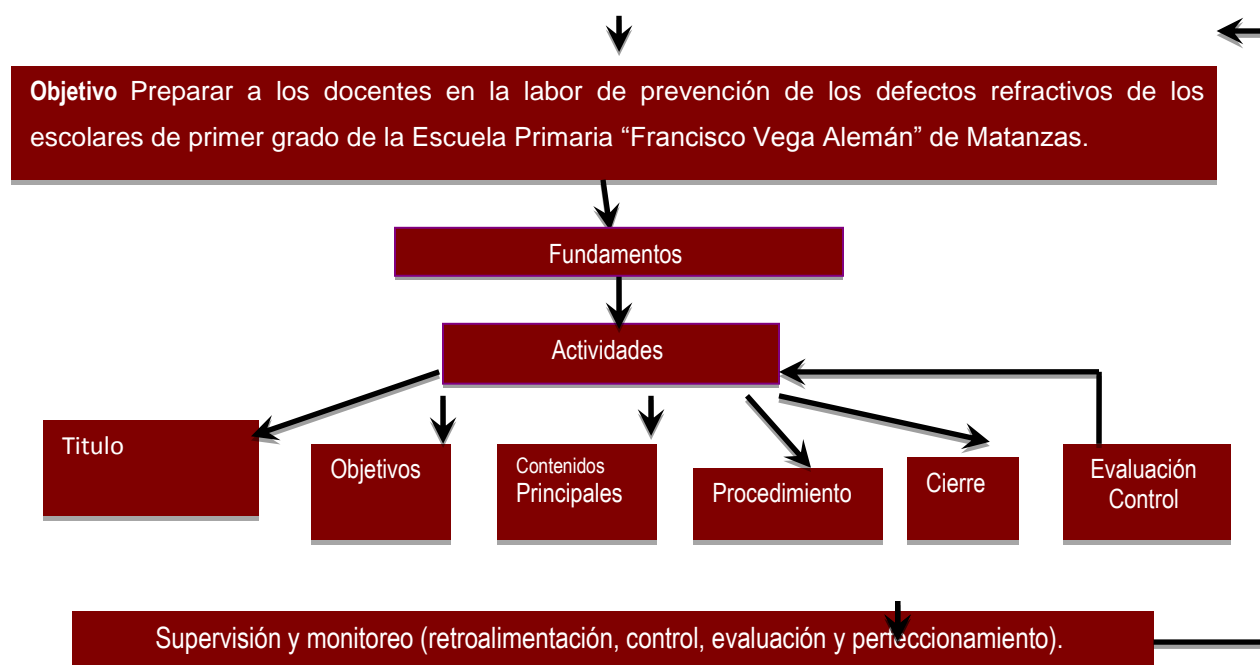 Objetivo Preparar a los docentes en la labor de prevención de los defectos refractivos de los
escolares de primer grado de la Escuela Primaria “Francisco Vega Alemán” de Matanzas.
Fundamentos
Actividades
Titulo
Objetivos
Contenidos
Principales
Procedimiento
Cierre
Evaluación
Control
Supervisión y monitoreo (retroalimentación, control, evaluación y perfeccionamiento).